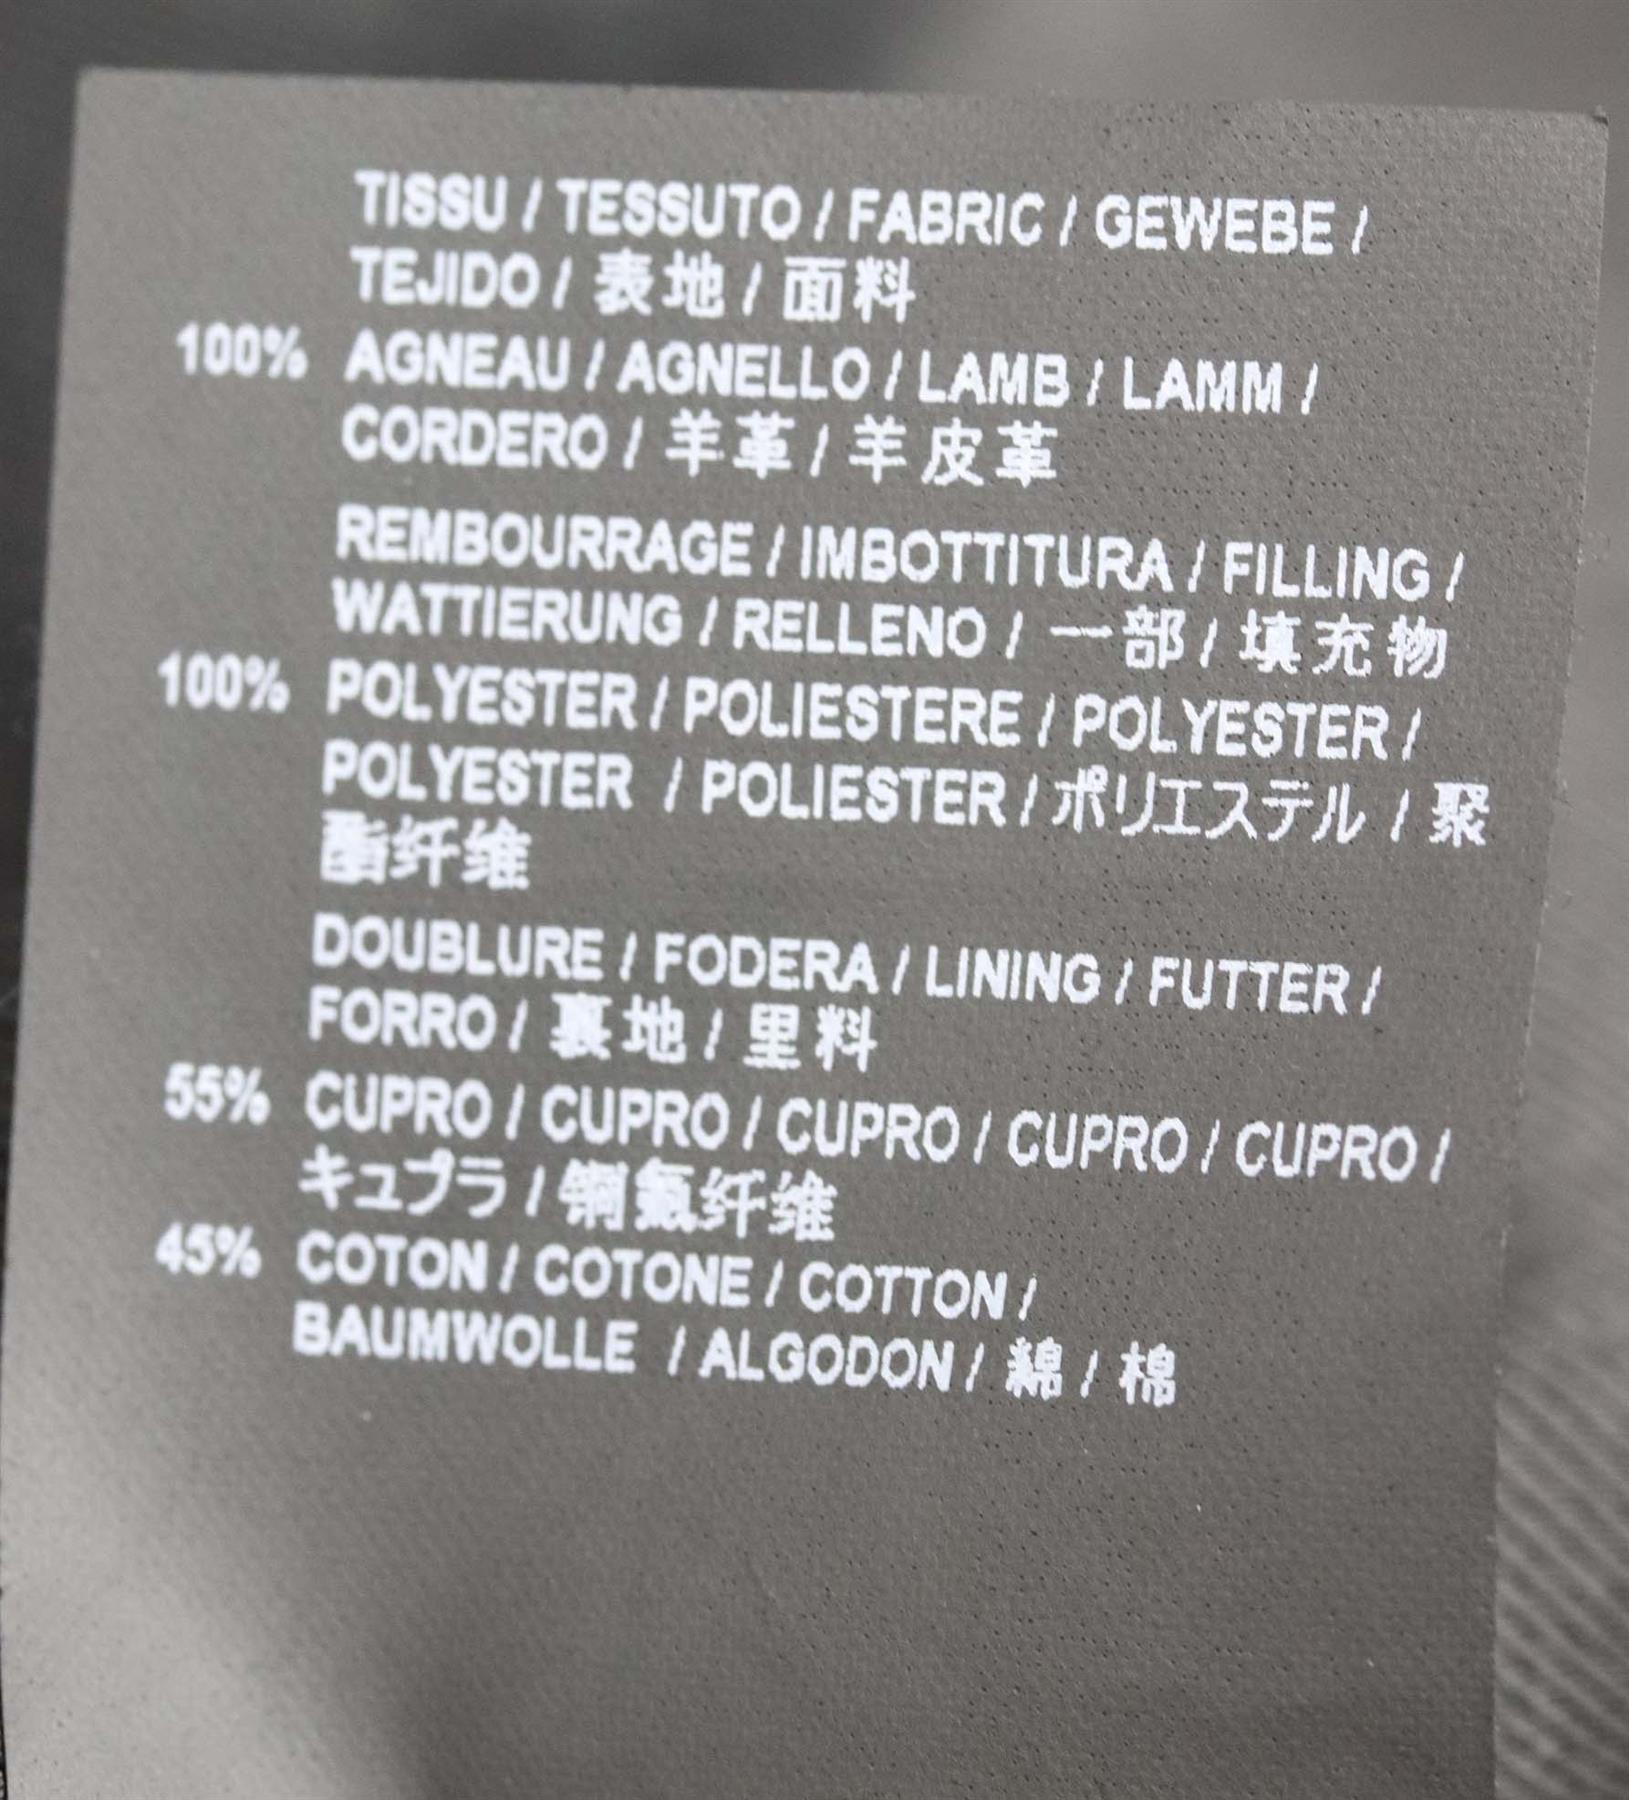 TISSU / TESSUTO / FABRIC / GEWEBE /
TEJIDO / 表地 / 面料
100% AGNEAU / AGNELLO / LAMB / LAMM /
CORDERO / 羊革 / 羊皮革
REMBOURRAGE / IMBOTTITURA / FILLING /
WATTIERUNG / RELLENO / 一部 / 填充物
100% POLYESTER / POLIESTERE / POLYESTER /
POLYESTER / POLIESTER / ポリエステル / 聚
酯纤维
DOUBLURE / FODERA / LINING / FUTTER /
FORRO / 裏地 / 里料
55% CUPRO / CUPRO / CUPRO / CUPRO / CUPRO /
キュプラ / 铜氨纤维
45% COTON / COTONE / COTTON /
BAUMWOLLE / ALGODON / 綿 / 棉